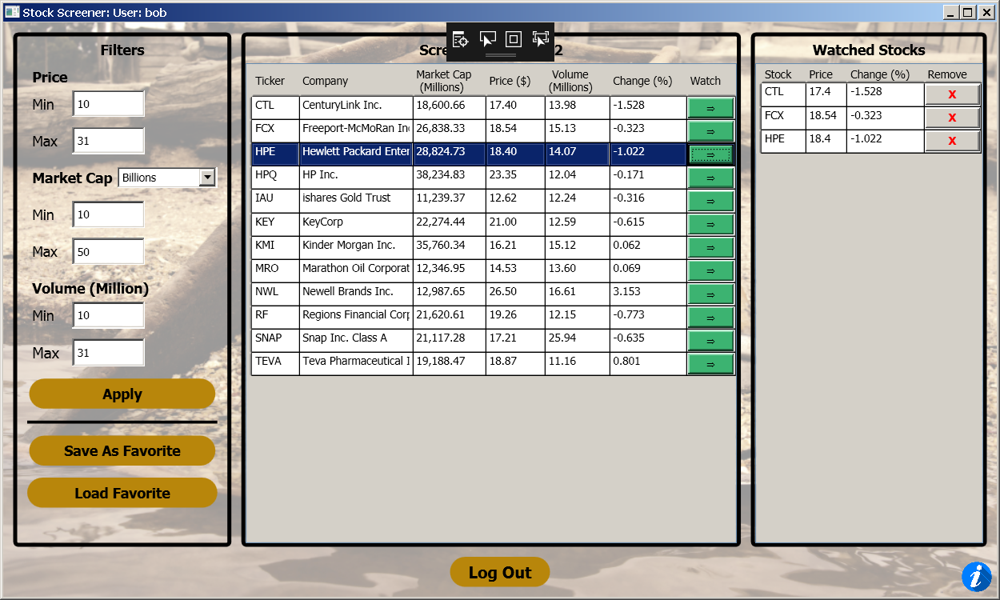 Stock Screener: User: bob
Filters
Price
Min 10
Max 31
Market Cap Billions
Min 10
Max 50
Volume (Million)
Min 10
Max 31
Apply
Save As Favorite
Load Favorite
2
Ticker Company Market Cap (Millions) Price ($) Volume (Millions) Change (%) Watch
CTL CenturyLink Inc. 18,600.66 17.40 13.98 -1.528 ⇒
FCX Freeport-McMoRan 26,838.33 18.54 15.13 -0.323 ⇒
HPE Hewlett Packard Enter 28,824.73 18.40 14.07 -1.022 ⇒
HPQ HP Inc. 38,234.83 23.35 12.04 -0.171 ⇒
IAU ishares Gold Trust 11,239.37 12.62 12.24 -0.316 ⇒
KEY KeyCorp 22,274.44 21.00 12.59 -0.615 ⇒
KMI Kinder Morgan Inc. 35,760.34 16.21 15.12 0.062 ⇒
MRO Marathon Oil Corporat 12,346.95 14.53 13.60 0.069 ⇒
NWL Newell Brands Inc. 12,987.65 26.50 16.61 3.153 ⇒
RF Regions Financial Corp 21,620.61 19.26 12.15 -0.773 ⇒
SNAP Snap Inc. Class A 21,117.28 17.21 25.94 -0.635 ⇒
TEVA Teva Pharmaceutical I 19,188.47 18.87 11.16 0.801 ⇒
Watched Stocks
Stock Price Change (%) Remove
CTL 17.4 -1.528 X
FCX 18.54 -0.323 X
HPE 18.4 -1.022 X
Log Out
i